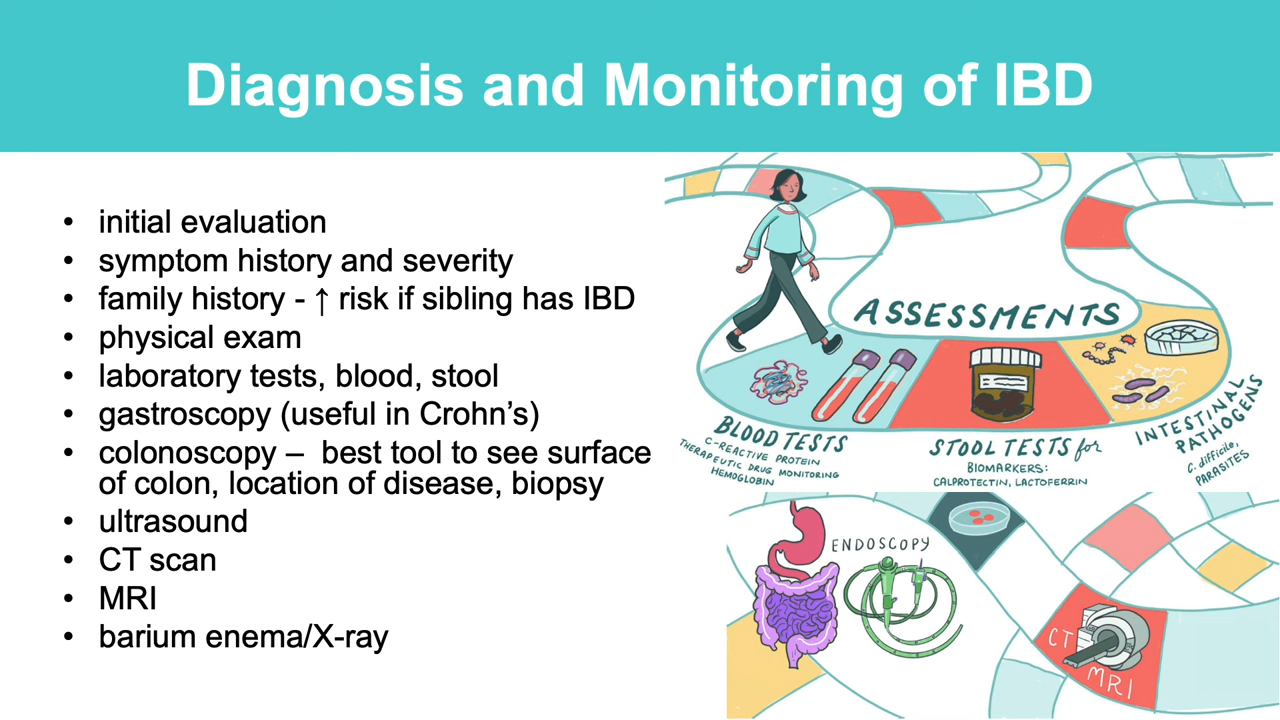 Diagnosis and Monitoring of IBD
• initial evaluation
• symptom history and severity
• family history - ↑ risk if sibling has IBD
• physical exam
• laboratory tests, blood, stool
• gastroscopy (useful in Crohn’s)
• colonoscopy – best tool to see surface
of colon, location of disease, biopsy
• ultrasound
• CT scan
• MRI
• barium enema/X-ray
ASSESSMENTS
BLOOD TESTS
C-REACTIVE PROTEIN
THERAPEUTIC DRUG MONITORING
HEMOGLOBIN
STOOL TESTS for
BIOMARKERS:
CALPROTECTIN, LACTOFERRIN
INTESTINAL
PATHOGENS
C. difficile,
PARASITES
ENDOSCOPY
CT
MRI